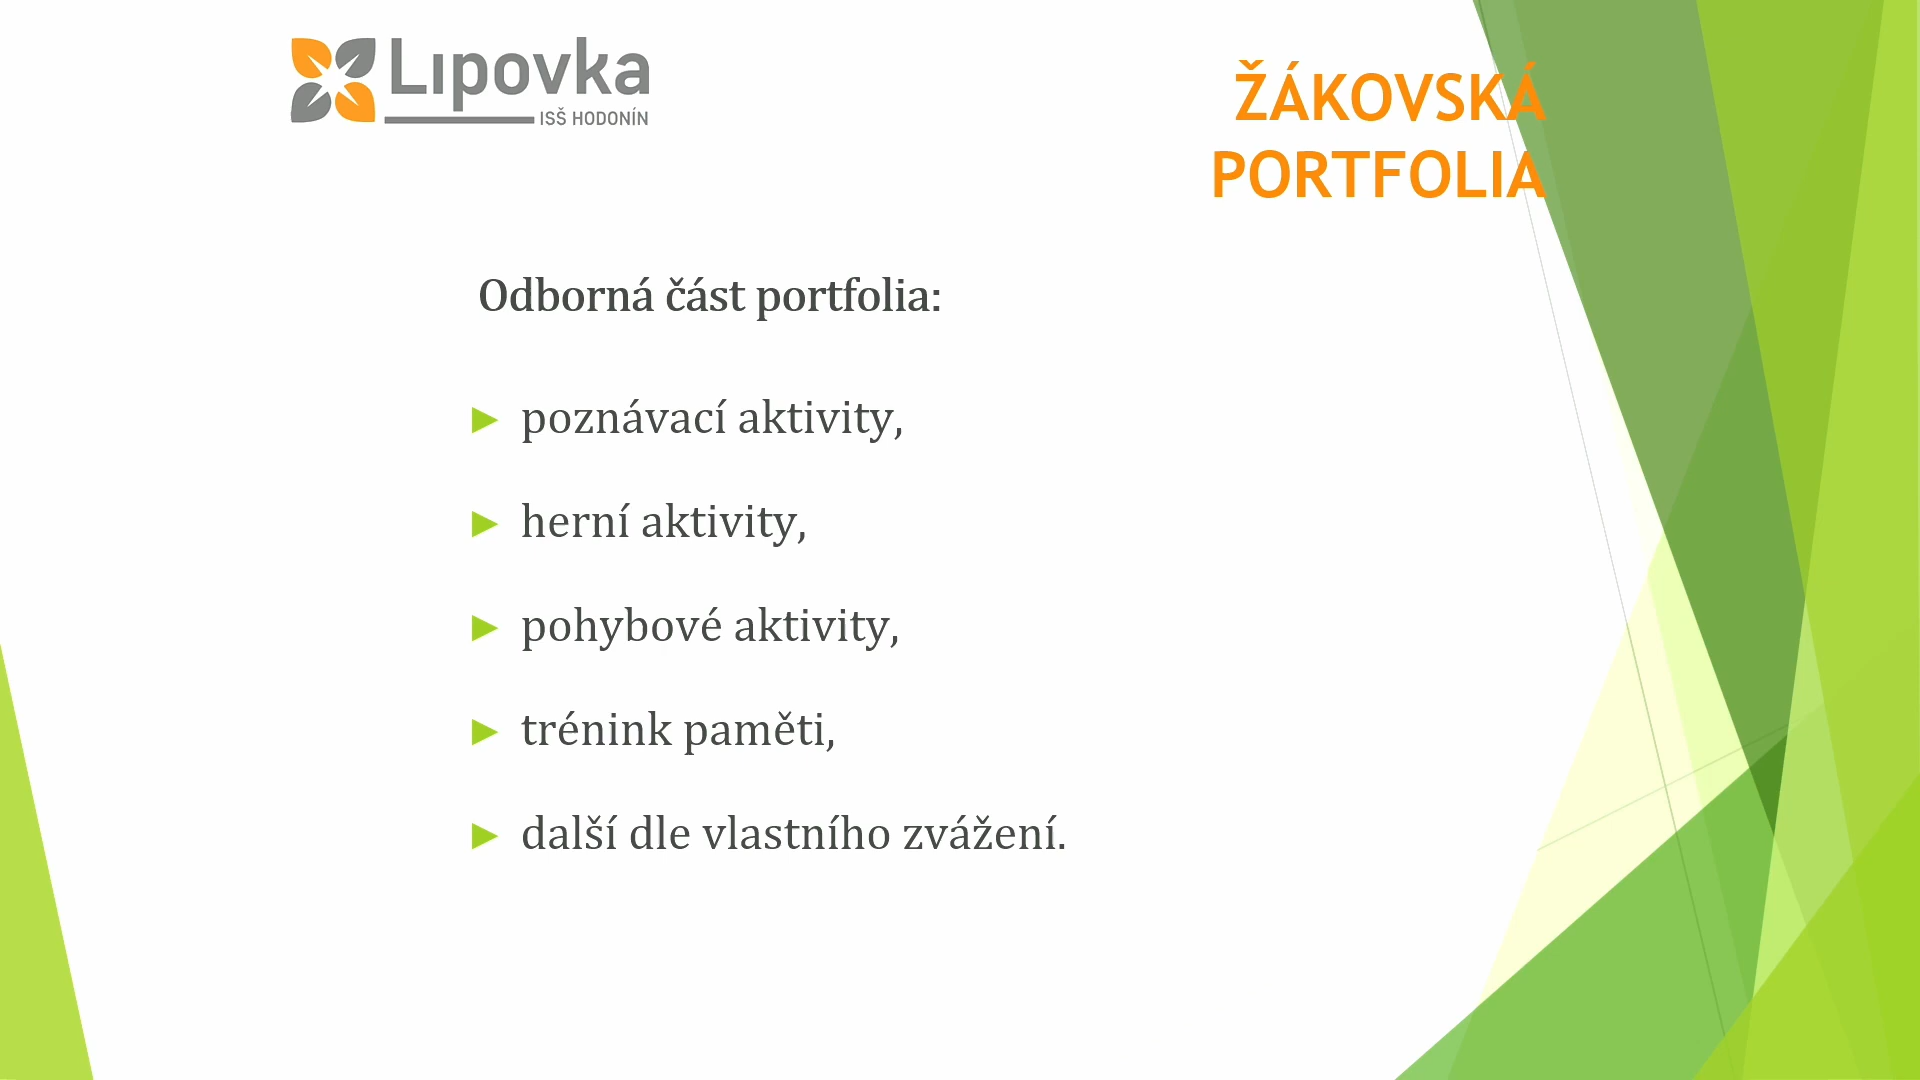 Lipovka
ISŠ HODONÍN
ŽÁKOVSKÁ
PORTFOLIA
Odborná část portfolia:
poznávací aktivity,
herní aktivity,
pohybové aktivity,
trénink paměti,
další dle vlastního zvážení.